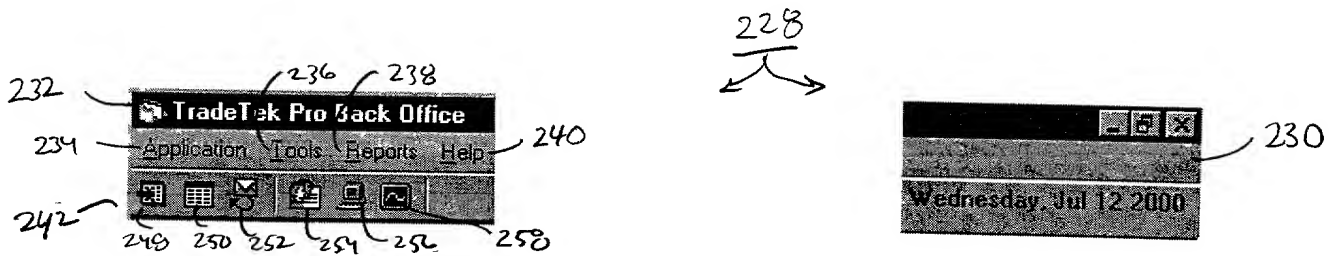 228
232 TradeTek Pro Back Office
236 238
234 Application Tools Reports Help 240
230
Wednesday, Jul 12 2000
242
248 250 252 254 256 258